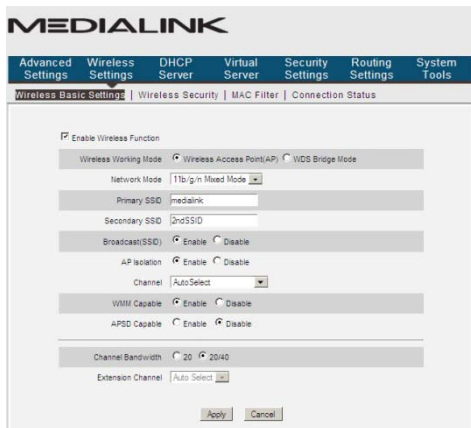 MEDIALINK
Advanced Settings Wireless Settings DHCP Server Virtual Server Security Settings Routing Settings System Tools
Wireless Basic Settings | Wireless Security | MAC Filter | Connection Status
Enable Wireless Function
Wireless Working Mode Wireless Access Point(AP) WDS Bridge Mode
Network Mode 11b/g/n Mixed Mode
Primary SSID medialink
Secondary SSID 2ndSSID
Broadcast(SSID) Enable Disable
AP Isolation Enable Disable
Channel AutoSelect
WMM Capable Enable Disable
APSD Capable Enable Disable
Channel Bandwidth 20 20/40
Extension Channel Auto Select
Apply Cancel